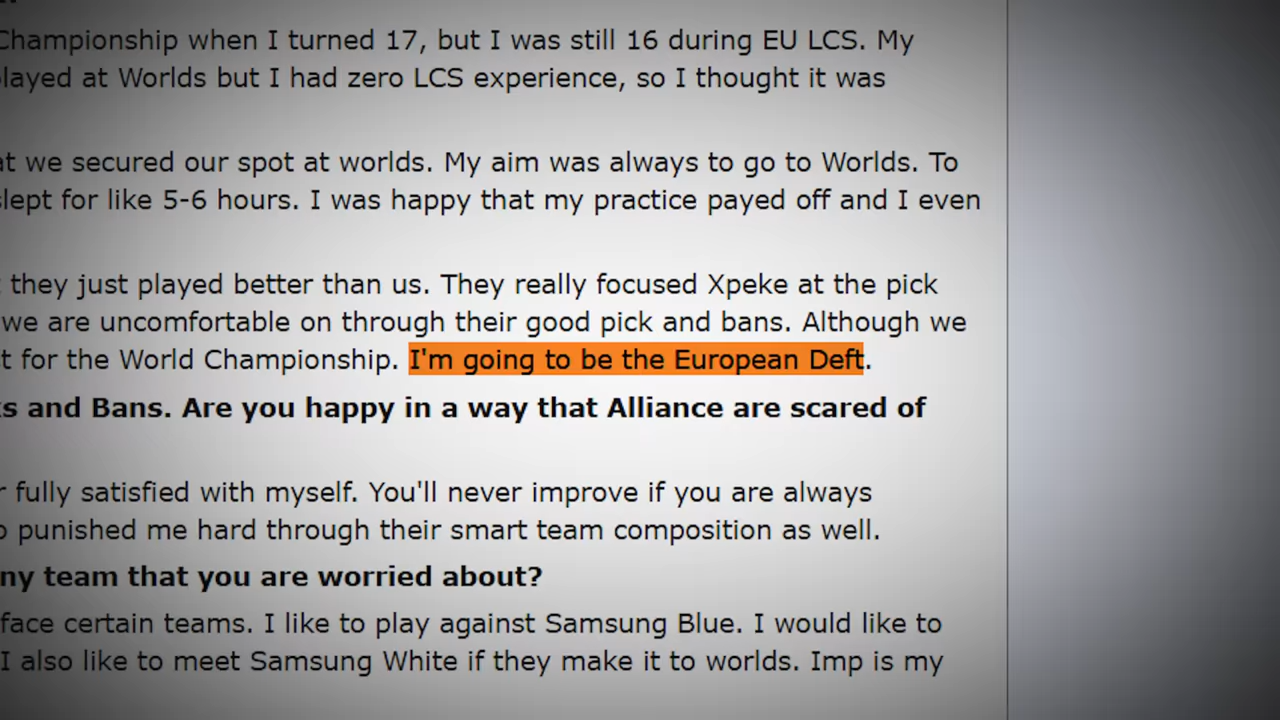 Championship when I turned 17, but I was still 16 during EU LCS. My
played at Worlds but I had zero LCS experience, so I thought it was
we secured our spot at worlds. My aim was always to go to Worlds. To
slept for like 5-6 hours. I was happy that my practice payed off and I even
they just played better than us. They really focused Xpeke at the pick
we are uncomfortable on through their good pick and bans. Although we
for the World Championship. I'm going to be the European Deft.
and Bans. Are you happy in a way that Alliance are scared of
fully satisfied with myself. You'll never improve if you are always
punished me hard through their smart team composition as well.
team that you are worried about?
face certain teams. I like to play against Samsung Blue. I would like to
I also like to meet Samsung White if they make it to worlds. Imp is my